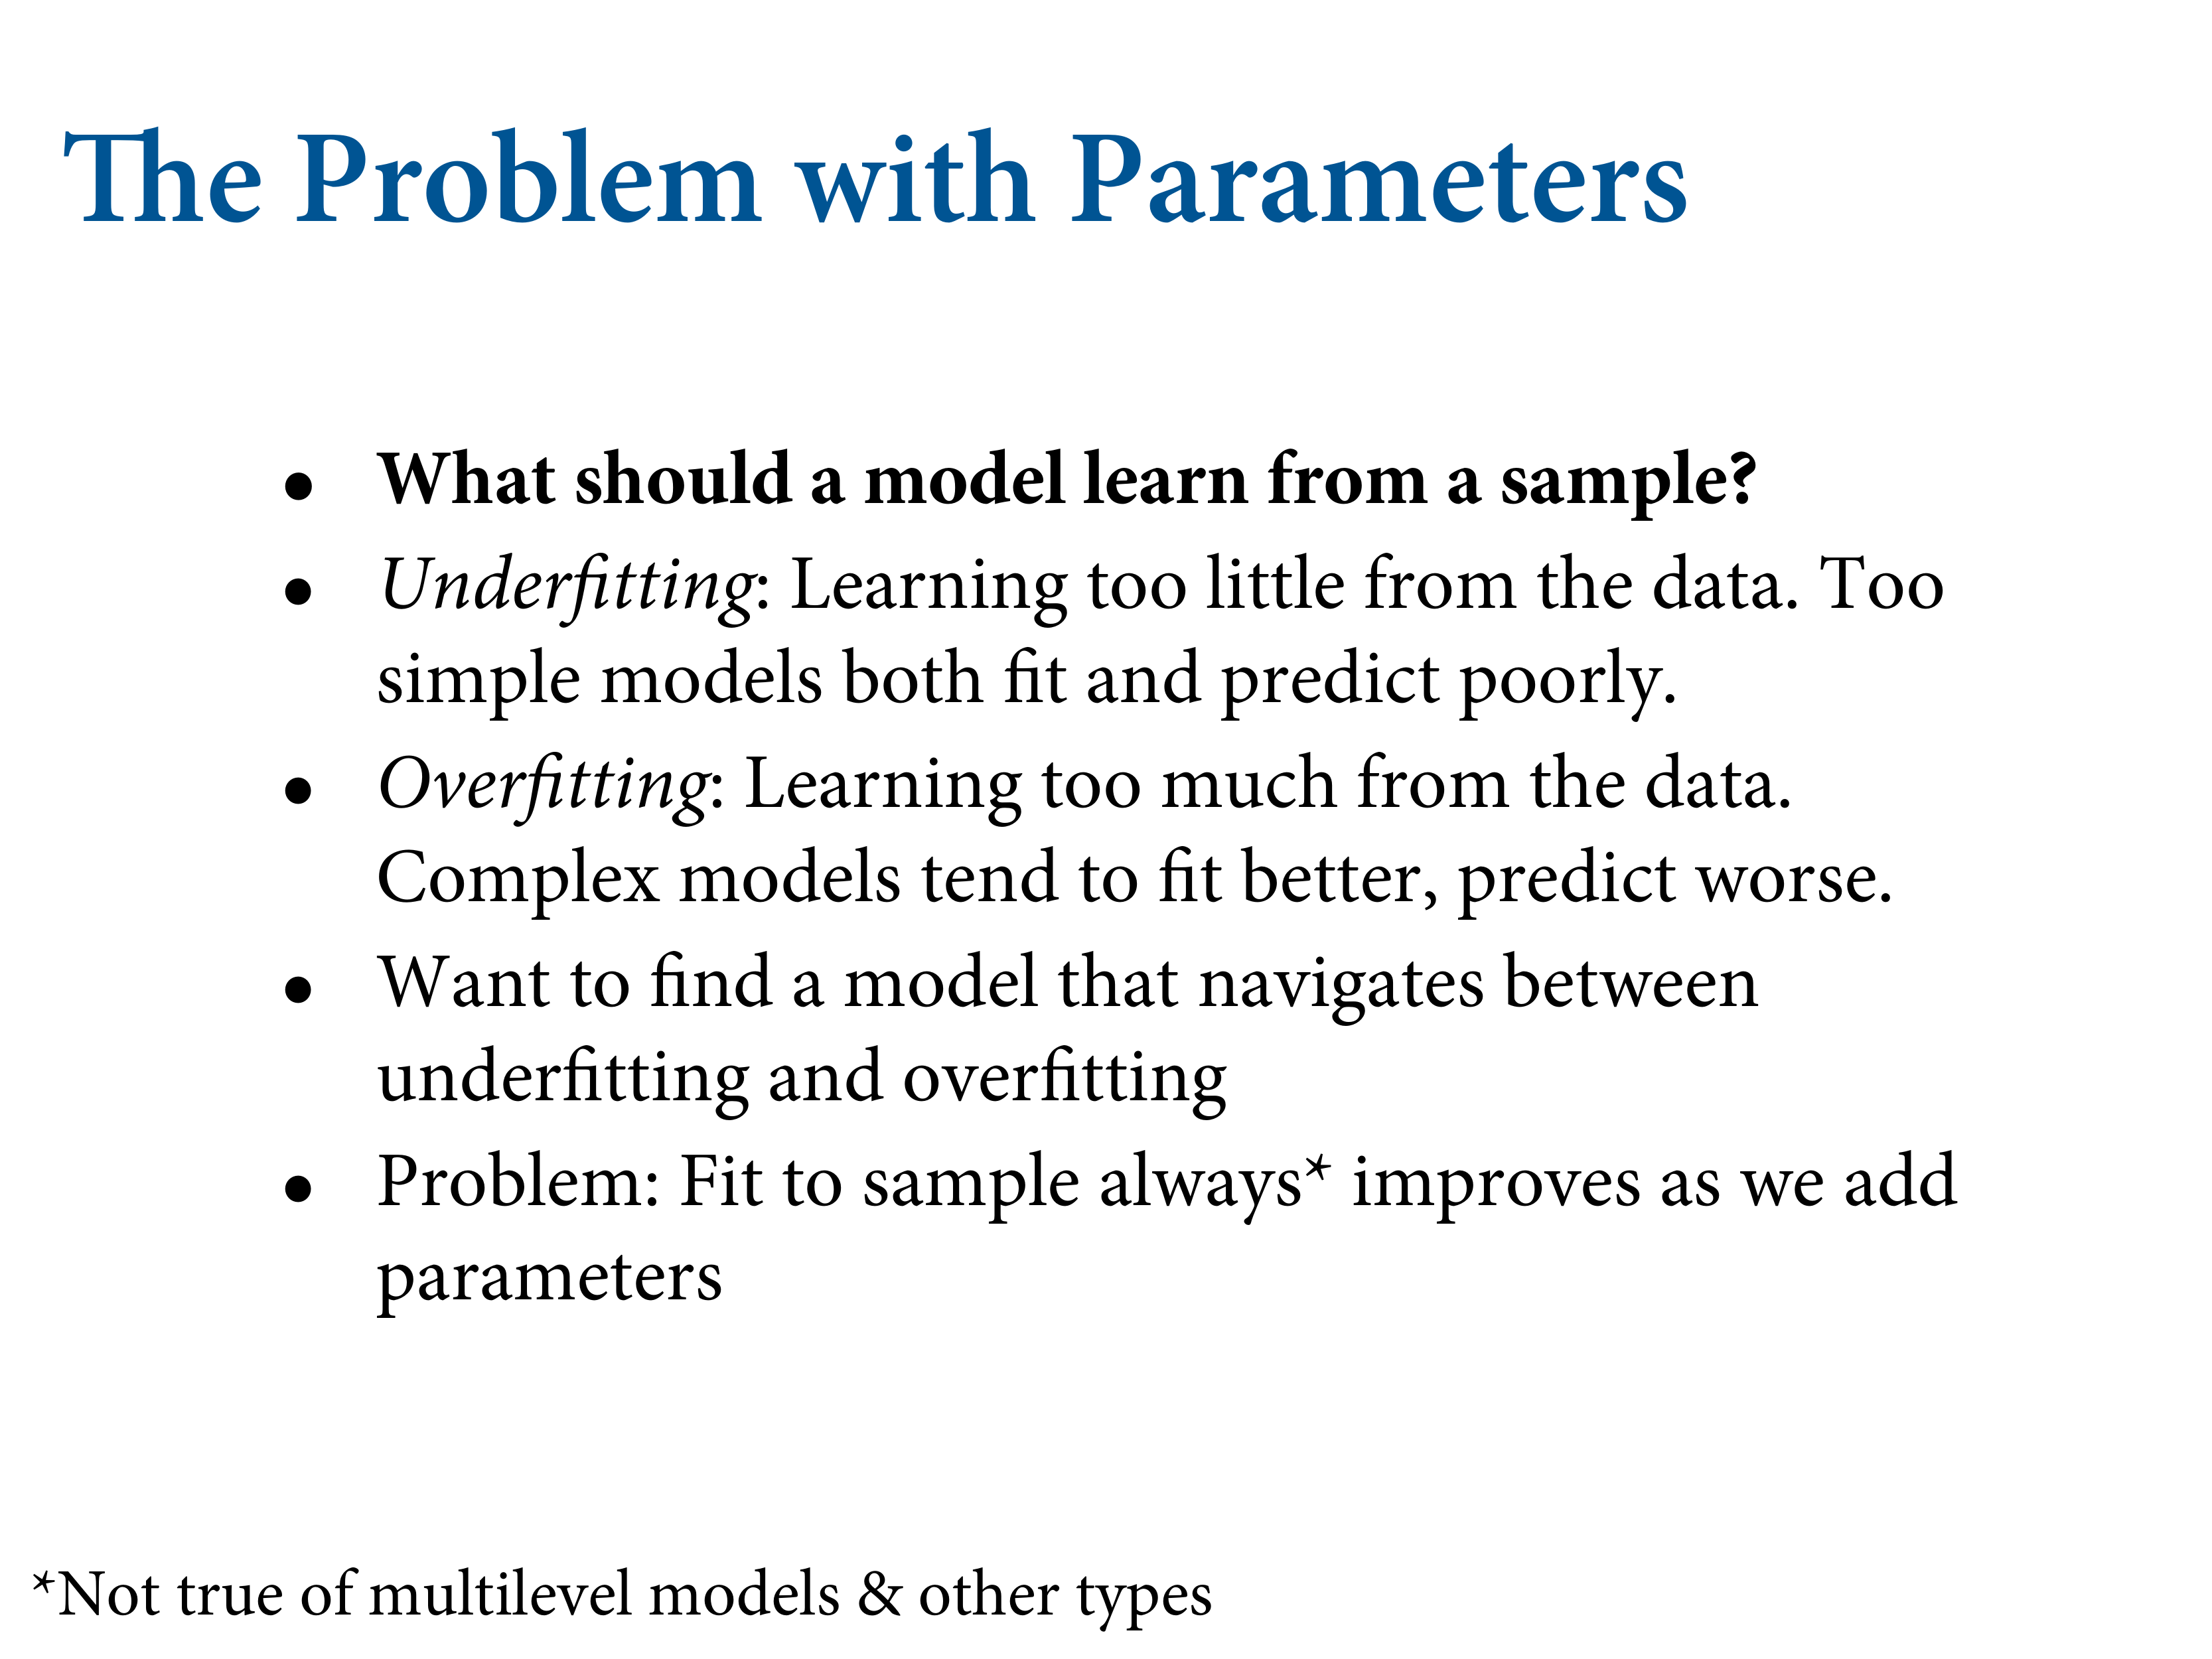 The Problem with Parameters
• What should a model learn from a sample?
• Underfitting: Learning too little from the data. Too
simple models both fit and predict poorly.
• Overfitting: Learning too much from the data.
Complex models tend to fit better, predict worse.
• Want to find a model that navigates between
underfitting and overfitting
• Problem: Fit to sample always* improves as we add
parameters
*Not true of multilevel models & other types